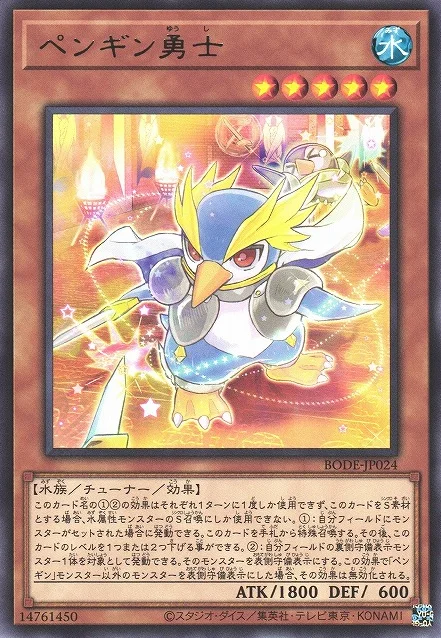 ペンギン勇士
水
BODE-JP024
【水族／チューナー／効果】
このカード名の①②の効果はそれぞれ1ターンに1度しか使用できず、このカードをS素材
とする場合、水属性モンスターのS召喚にしか使用できない。①：自分フィールドにモン
スターがセットされた場合に発動できる。このカードを手札から特殊召喚する。その後、この
カードのレベルを1つまたは2つ下げる事ができる。②：自分フィールドの裏側守備表示モン
スター1体を対象として発動できる。そのモンスターを表側守備表示にする。この効果で「ペン
ギン」モンスター以外のモンスターを表側守備表示にした場合、その効果は無効化される。
ATK/1800 DEF/ 600
14761450
©スタジオ・ダイス／集英社・テレビ東京・KONAMI